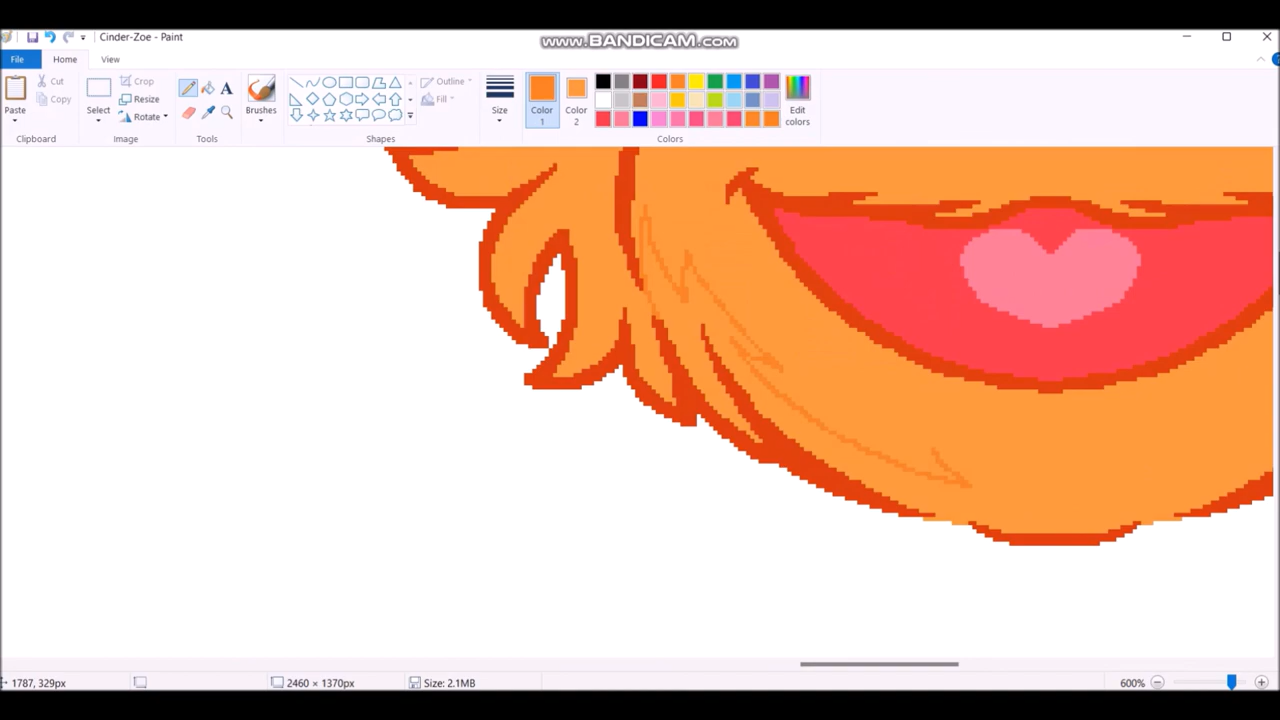 www.BANDICAM.com
Cinder-Zoe - Paint
File Home View
Paste
Cut
Copy
Clipboard
Select
Crop
Resize
Rotate
Image
A
Tools
Brushes
Outline
Fill
Shapes
Size
Color
1
Color
2
Edit
colors
Colors
1787, 329px
2460 × 1370px
Size: 2.1MB
600%